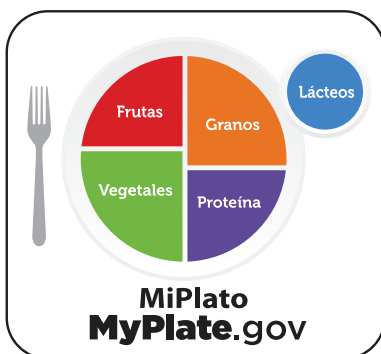 Frutas
Granos
Lácteos
Vegetales
Proteína
MiPlato
MyPlate.gov